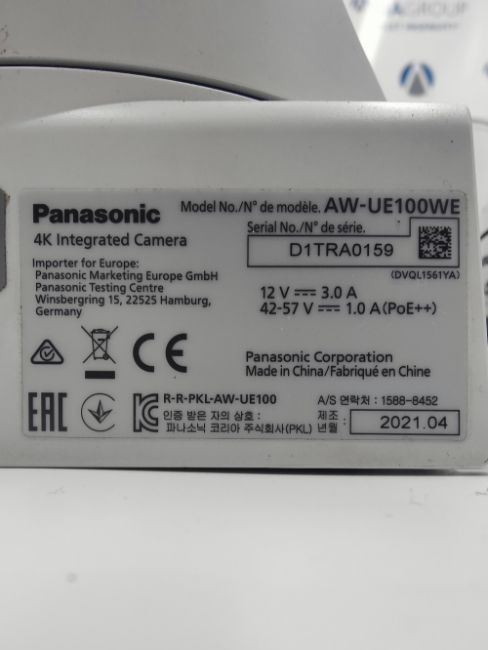 GROUP
Panasonic
Model No./N° de modèle. AW-UE100WE
4K Integrated Camera
Serial No./N° de série.
D1TRA0159
(DVQL1561YA)
Importer for Europe:
Panasonic Marketing Europe GmbH
Panasonic Testing Centre
Winsbergring 15, 22525 Hamburg,
Germany
12 V ⎓ 3.0 A
42-57 V ⎓ 1.0 A(PoE++)
CE
Panasonic Corporation
Made in China/Fabriqué en Chine
EAC
R-R-PKL-AW-UE100
인증 받은 자의 상호 :
파나소닉 코리아 주식회사(PKL)
A/S 연락처 : 1588-8452
제조
년월 :
2021.04